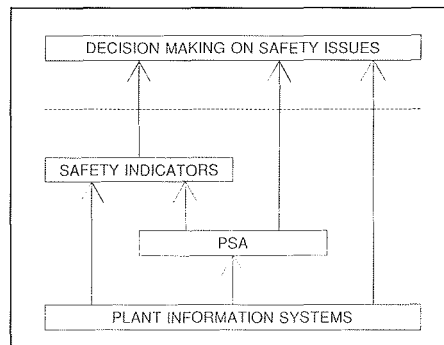 DECISION MAKING ON SAFETY ISSUES
SAFETY INDICATORS
PSA
PLANT INFORMATION SYSTEMS